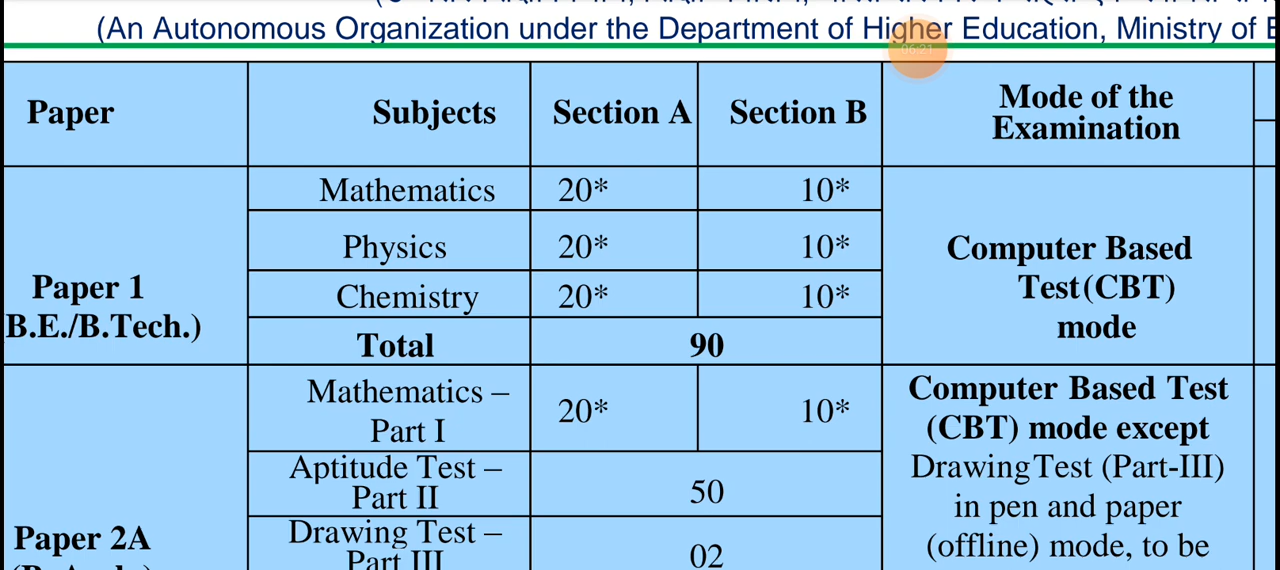 (An Autonomous Organization under the Department of Higher Education, Ministry of
06:21
Paper Subjects Section A Section B Mode of the
Examination
Mathematics 20* 10*
Physics 20* 10*
Chemistry 20* 10*
Total 90
Paper 1
B.E./B.Tech.)
Computer Based
Test(CBT)
mode
Mathematics –
Part I
20* 10*
Aptitude Test –
Part II
50
Drawing Test –
Part III
02
Paper 2A
Computer Based Test
(CBT) mode except
DrawingTest (Part-III)
in pen and paper
(offline) mode, to be